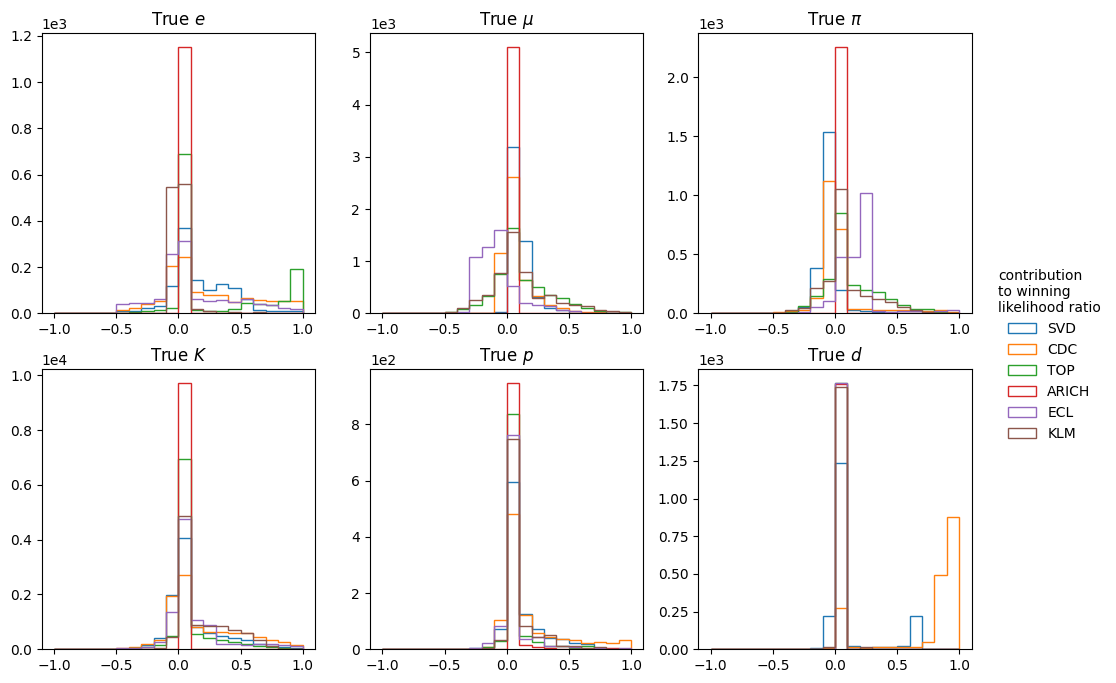 True e
1e3
1.2
1.0
0.8
0.6
0.4
0.2
0.0
−1.0 −0.5 0.0 0.5 1.0
True μ
1e3
5
4
3
2
1
0
−1.0 −0.5 0.0 0.5 1.0
True π
1e3
2.0
1.5
1.0
0.5
0.0
−1.0 −0.5 0.0 0.5 1.0
True K
1e4
1.0
0.8
0.6
0.4
0.2
0.0
−1.0 −0.5 0.0 0.5 1.0
True p
1e2
8
6
4
2
0
−1.0 −0.5 0.0 0.5 1.0
True d
1e3
1.75
1.50
1.25
1.00
0.75
0.50
0.25
0.00
−1.0 −0.5 0.0 0.5 1.0
contribution
to winning
likelihood ratio
SVD
CDC
TOP
ARICH
ECL
KLM